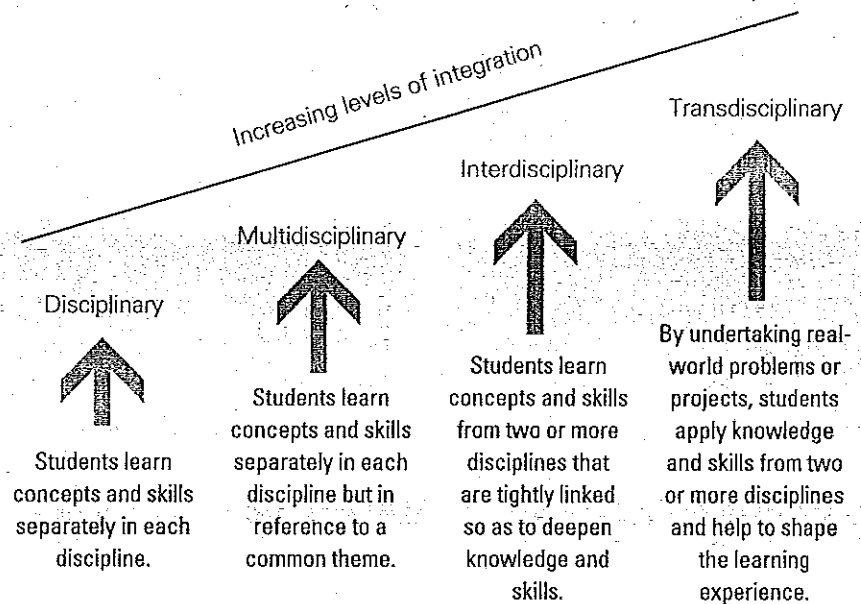 Increasing levels of integration
Disciplinary
Students learn
concepts and skills
separately in each
discipline.
Multidisciplinary
Students learn
concepts and skills
separately in each
discipline but in
reference to a
common theme.
Interdisciplinary
Students learn
concepts and skills
from two or more
disciplines that
are tightly linked
so as to deepen
knowledge and
skills.
Transdisciplinary
By undertaking real-
world problems or
projects, students
apply knowledge
and skills from two
or more disciplines
and help to shape
the learning
experience.